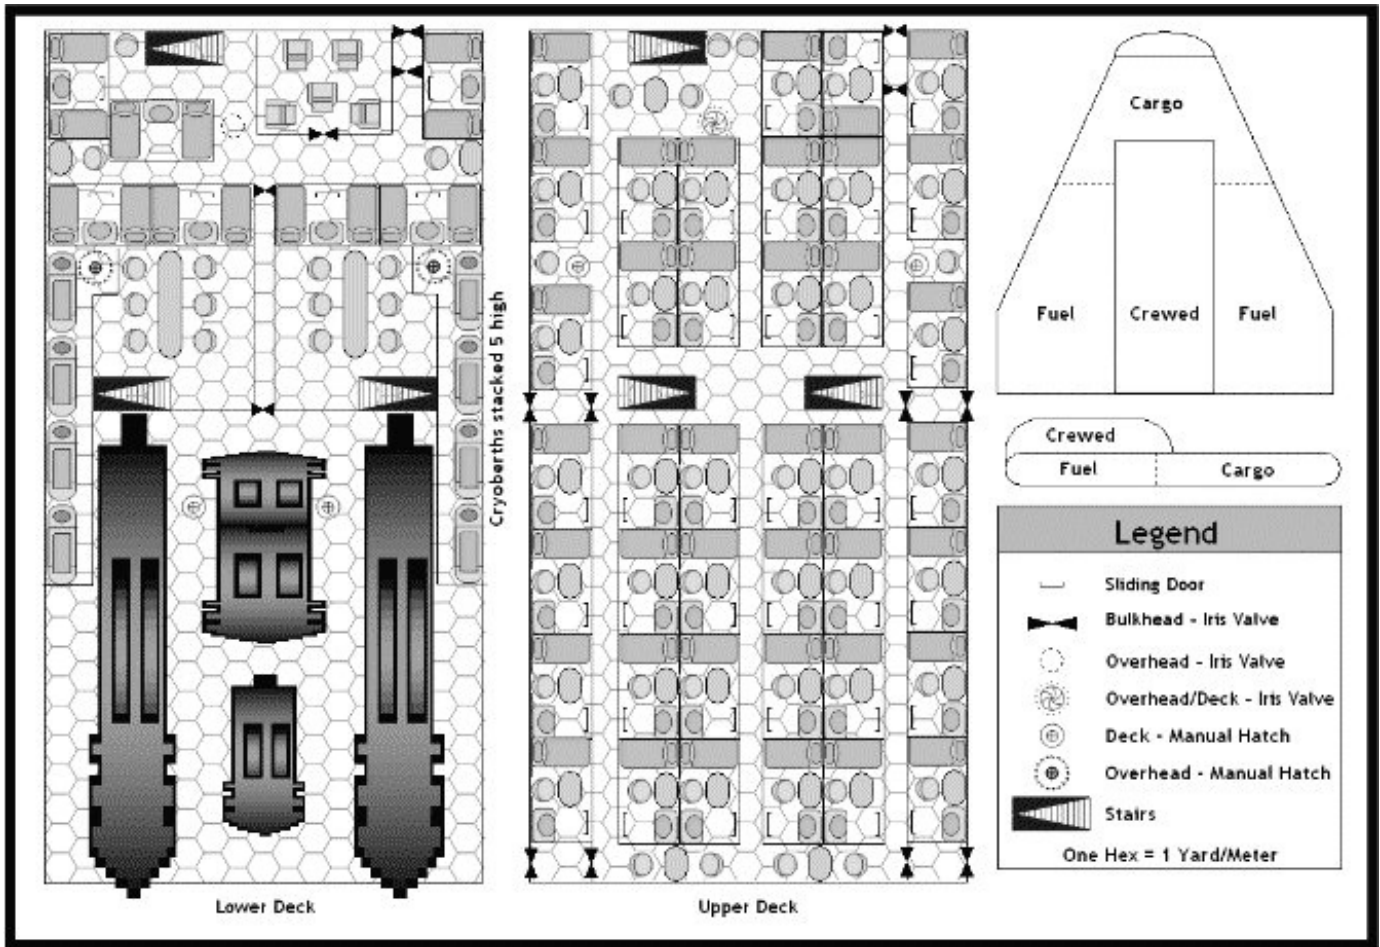 Cargo
Fuel
Crewed
Fuel
Cryoberths stacked 5 high
Crewed
Fuel
Cargo
Legend
Sliding Door
Bulkhead - Iris Valve
Overhead - Iris Valve
Overhead/Deck - Iris Valve
Deck - Manual Hatch
Overhead - Manual Hatch
Stairs
One Hex = 1 Yard/Meter
Lower Deck
Upper Deck